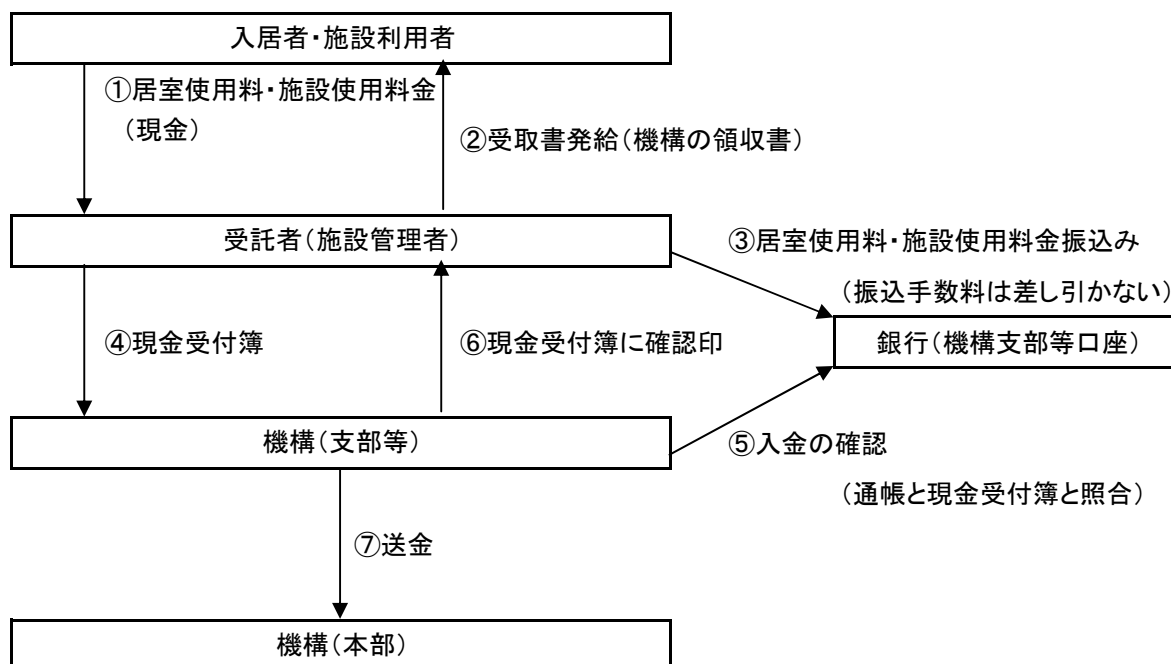 入居者・施設利用者
①居室使用料・施設使用料金
（現金）
②受取書発給（機構の領収書）
受託者（施設管理者）
③居室使用料・施設使用料金振込み
（振込手数料は差し引かない）
④現金受付簿
⑥現金受付簿に確認印
銀行（機構支部等口座）
機構（支部等）
⑤入金の確認
（通帳と現金受付簿と照合）
⑦送金
機構（本部）